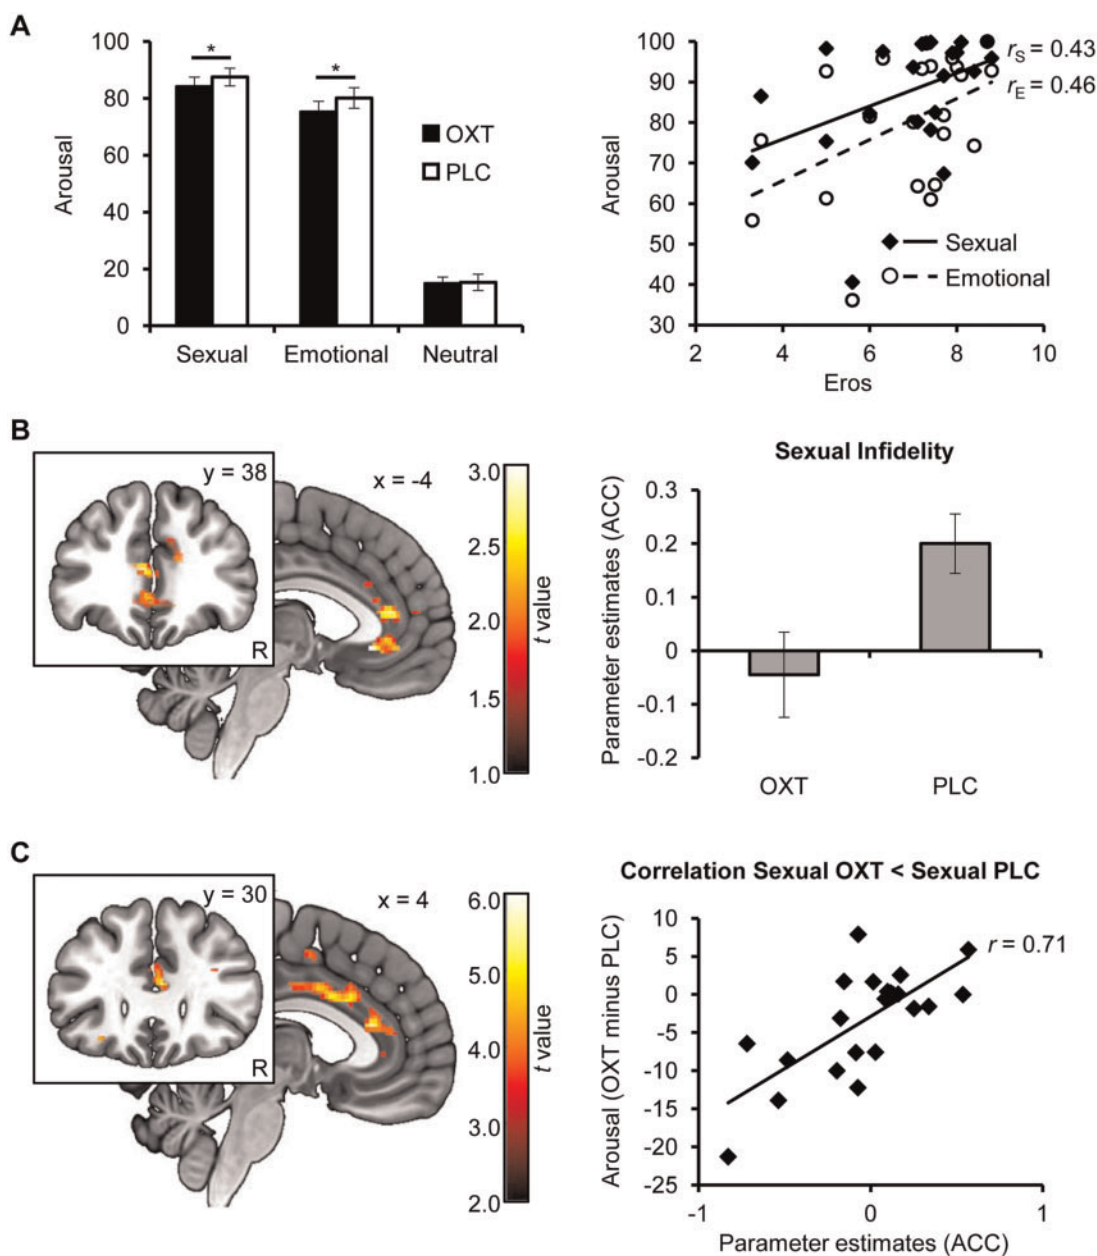 A
100
80
60
40
20
0
Arousal
*
*
OXT
PLC
Sexual
Emotional
Neutral
100
90
80
70
60
50
40
30
Arousal
rS = 0.43
rE = 0.46
Sexual
Emotional
2
4
6
8
10
Eros
B
y = 38
R
x = -4
3.0
2.5
2.0
1.5
1.0
t value
Sexual Infidelity
0.3
0.2
0.1
0
-0.1
-0.2
Parameter estimates (ACC)
OXT
PLC
C
y = 30
R
x = 4
6.0
5.0
4.0
3.0
2.0
t value
Correlation Sexual OXT < Sexual PLC
10
5
0
-5
-10
-15
-20
-25
Arousal (OXT minus PLC)
r = 0.71
-1
0
1
Parameter estimates (ACC)